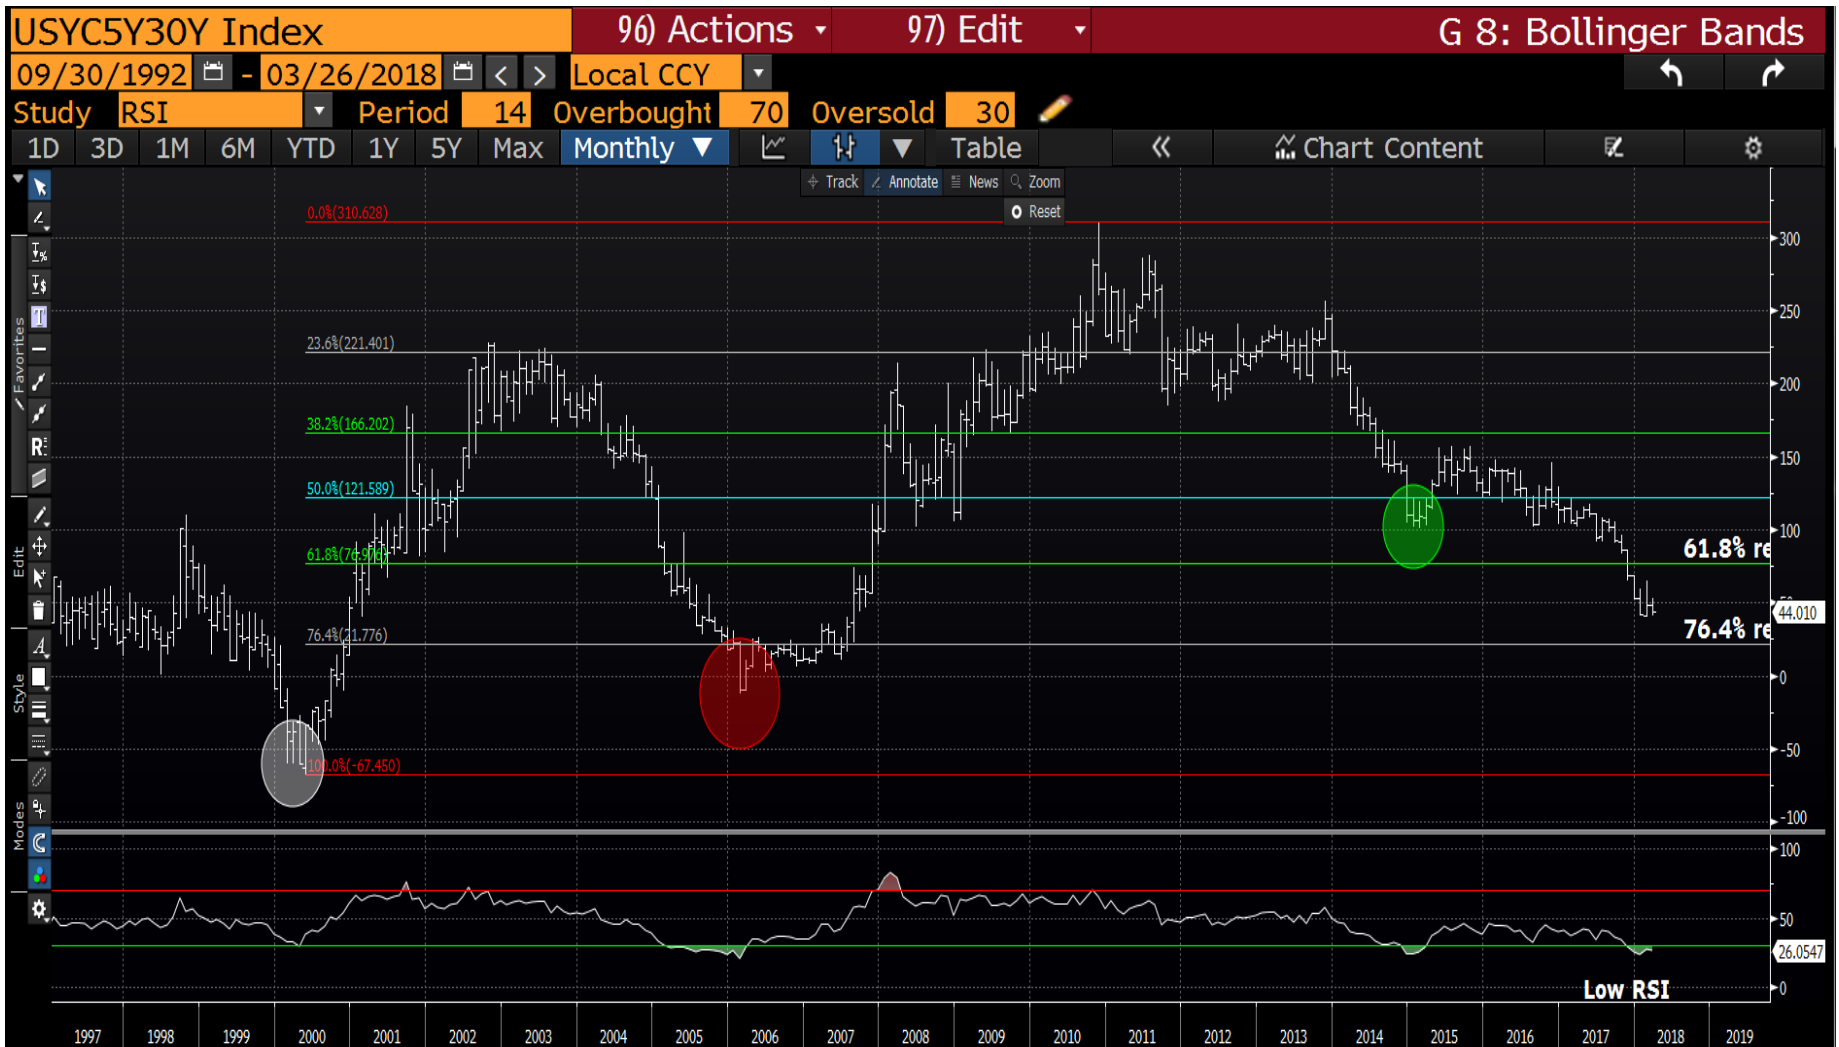 USYC5Y30Y Index 96) Actions 97) Edit G 8: Bollinger Bands
09/30/1992 - 03/26/2018 < > Local CCY
Study RSI Period 14 Overbought 70 Oversold 30
1D 3D 1M 6M YTD 1Y 5Y Max Monthly ▼ Table « Chart Content
Track Annotate News Zoom
Reset
Favorites
Edit
Style
Modes
0.0%(310.628)
23.6%(221.401)
38.2%(166.202)
50.0%(121.589)
61.8%(76.976)
76.4%(21.776)
100.0%(-67.450)
300
250
200
150
100
61.8% re
50
44.010
76.4% re
0
-50
-100
100
50
26.0547
0
Low RSI
1997 1998 1999 2000 2001 2002 2003 2004 2005 2006 2007 2008 2009 2010 2011 2012 2013 2014 2015 2016 2017 2018 2019